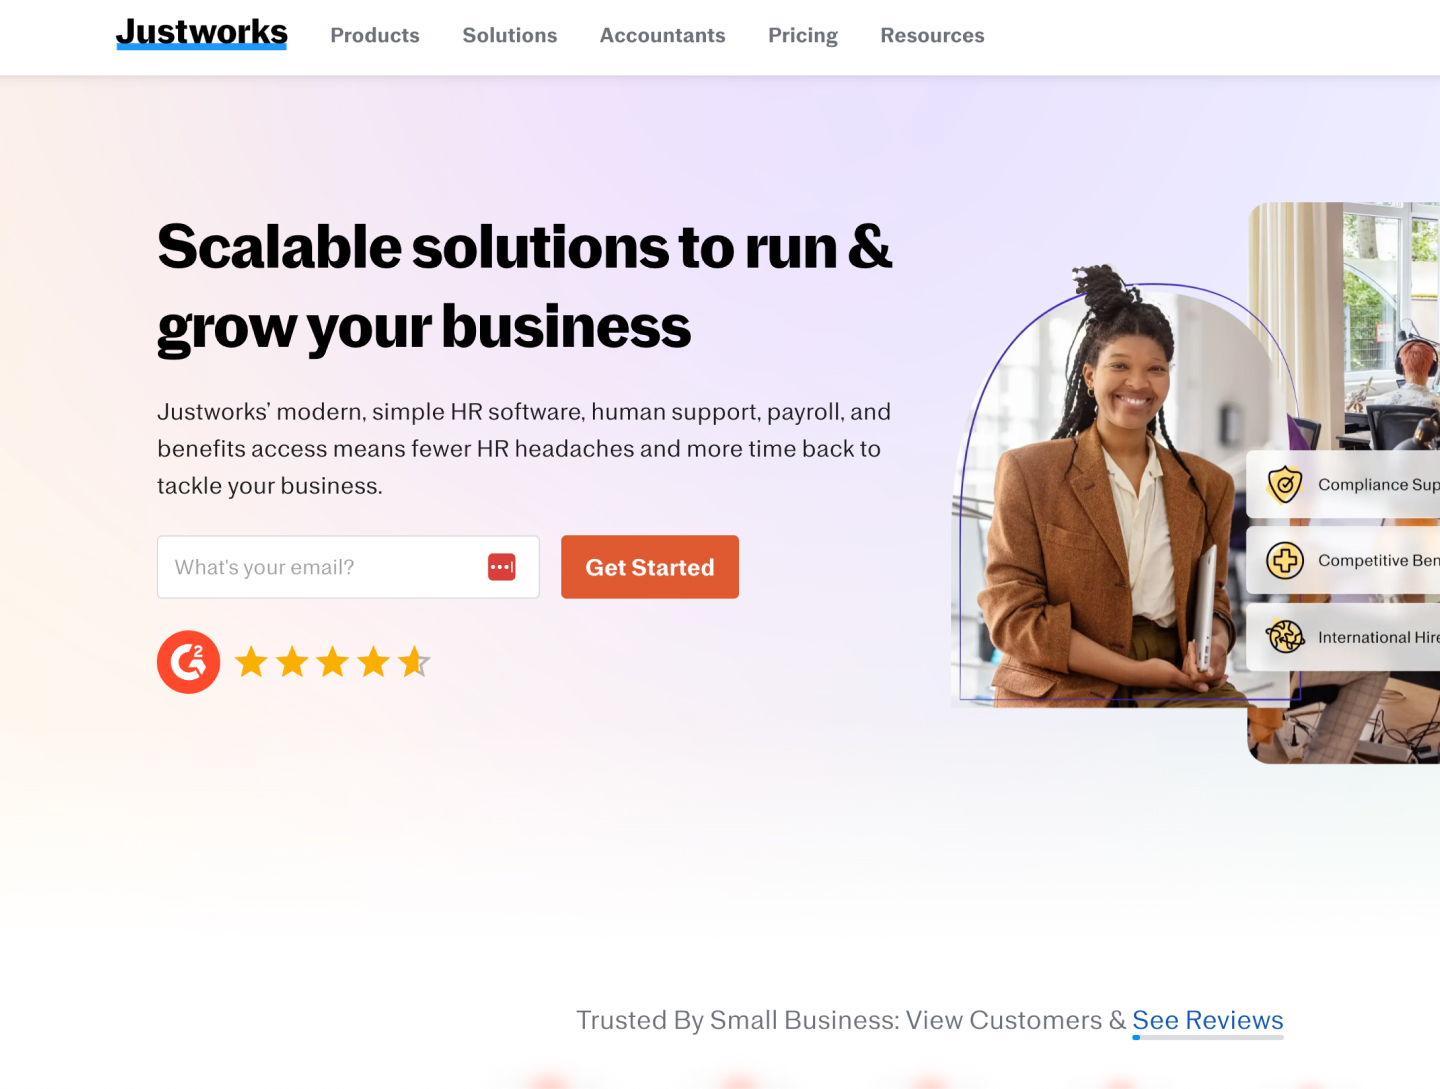 Justworks
Products
Solutions
Accountants
Pricing
Resources
Scalable solutions to run &
grow your business
Justworks’ modern, simple HR software, human support, payroll, and
benefits access means fewer HR headaches and more time back to
tackle your business.
What's your email?
Get Started
G2
Compliance Sup
Competitive Ben
International Hire
Trusted By Small Business: View Customers & See Reviews